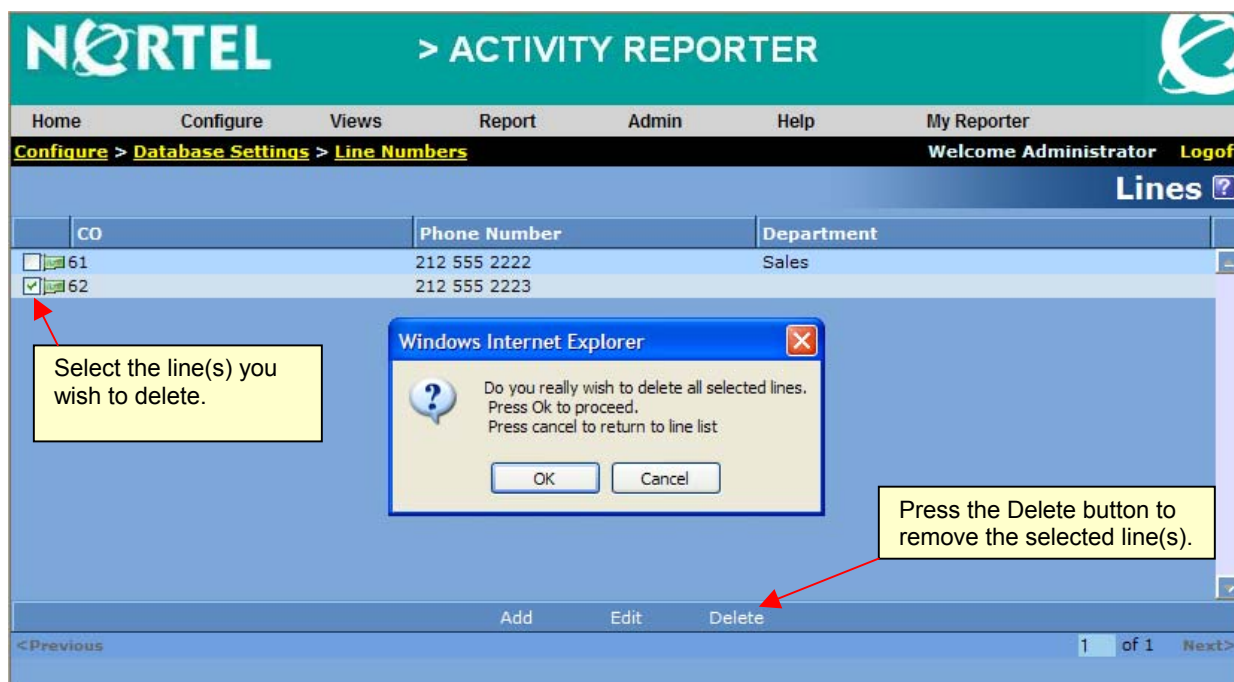 NORTEL > ACTIVITY REPORTER
Home Configure Views Report Admin Help My Reporter
Configure > Database Settings > Line Numbers Welcome Administrator Logof
Lines ?
CO Phone Number Department
61 212 555 2222 Sales
62 212 555 2223
Select the line(s) you
wish to delete.
Windows Internet Explorer
Do you really wish to delete all selected lines.
Press Ok to proceed.
Press cancel to return to line list
OK Cancel
Press the Delete button to
remove the selected line(s).
Add Edit Delete
<Previous 1 of 1 Next>